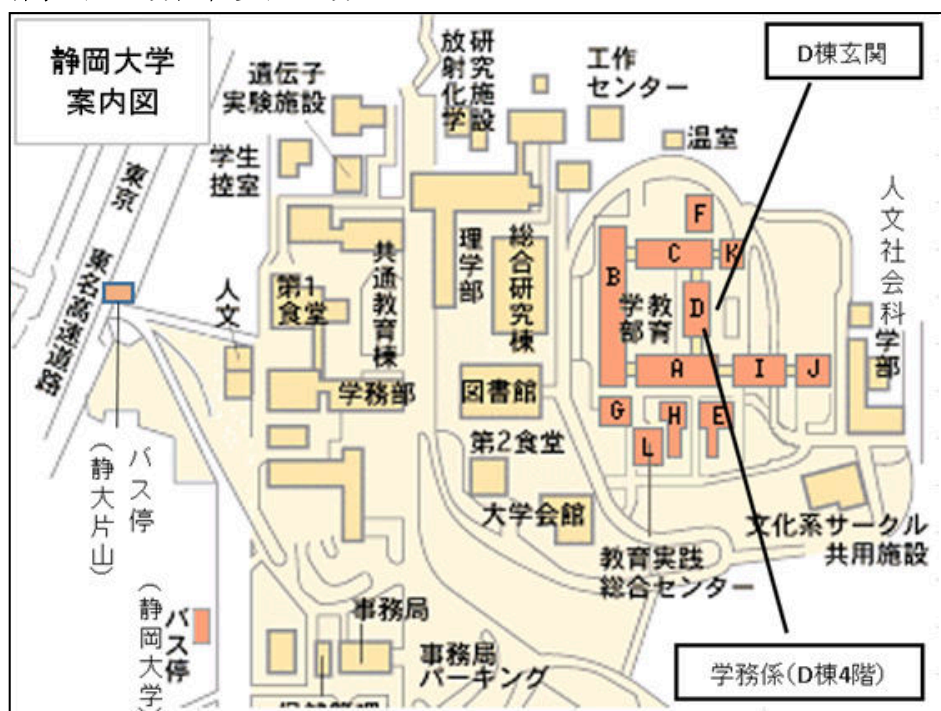 静岡大学
案内図
D棟玄関
学務係(D棟4階)
遺伝子
実験施設
学生
控室
放射化学
研究施設
工作
センター
温室
東京
東名高速道路
人文
第1
食堂
共通教育棟
学務部
理学部
総合研究棟
図書館
第2食堂
大学会館
教育
学部
F
C
K
B
D
A
I
J
G
H
E
L
人文社会科
学部
文化系サークル
共用施設
教育実践
総合センター
バス停
(静大片山)
バス停
(静岡大学)
事務局
事務局
パーキング